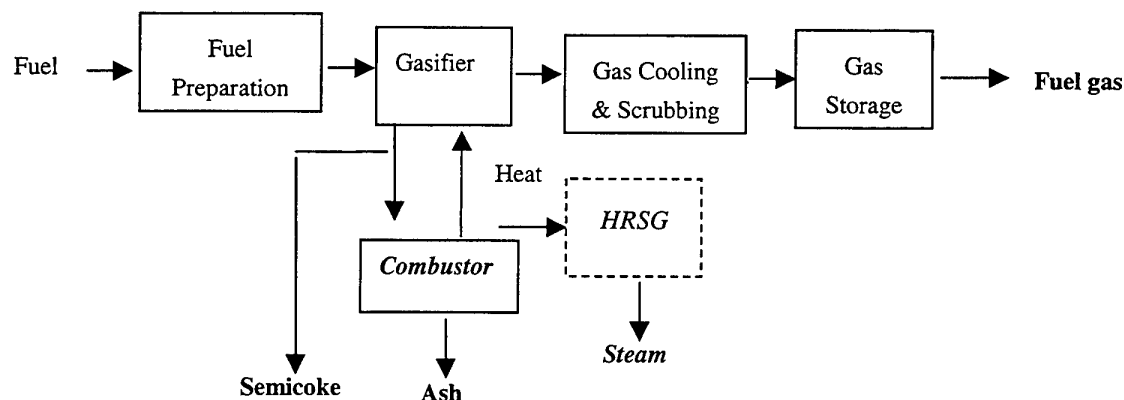 Fuel
Fuel
Preparation
Gasifier
Gas Cooling
& Scrubbing
Gas
Storage
Fuel gas
Heat
HRSG
Combustor
Steam
Semicoke
Ash